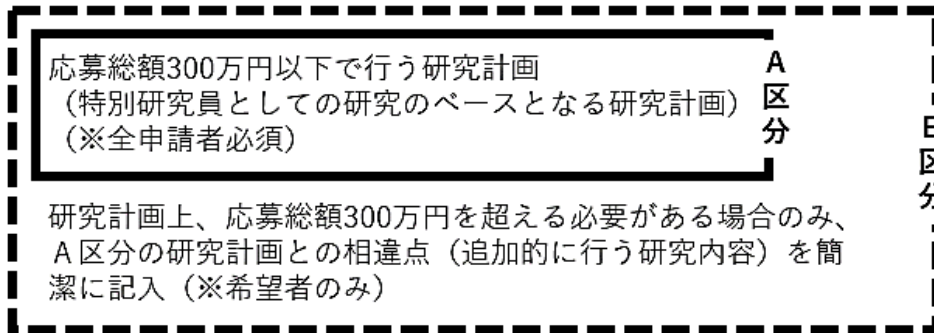 応募総額300万円以下で行う研究計画
（特別研究員としての研究のベースとなる研究計画）
（※全申請者必須）
A区分
研究計画上、応募総額300万円を超える必要がある場合のみ、
A区分の研究計画との相違点（追加的に行う研究内容）を簡
潔に記入（※希望者のみ）
区分